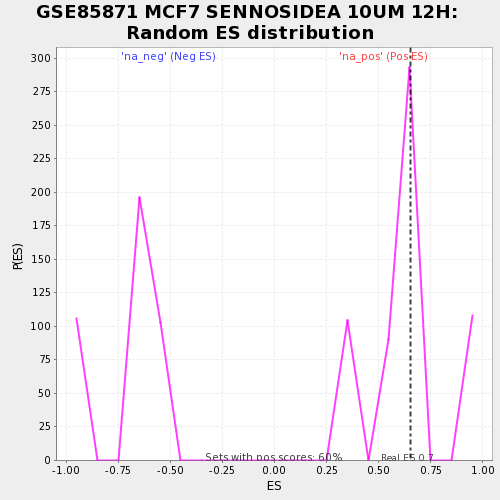 GSE85871 MCF7 SENNOSIDEA 10UM 12H:
Random ES distribution
'na_neg' (Neg ES)
'na_pos' (Pos ES)
300
275
250
225
200
175
150
125
100
75
50
25
0
P(ES)
Sets with pos scores: 60%
Real ES 0.7
-1.00 -0.75 -0.50 -0.25 0.00 0.25 0.50 0.75 1.00
ES